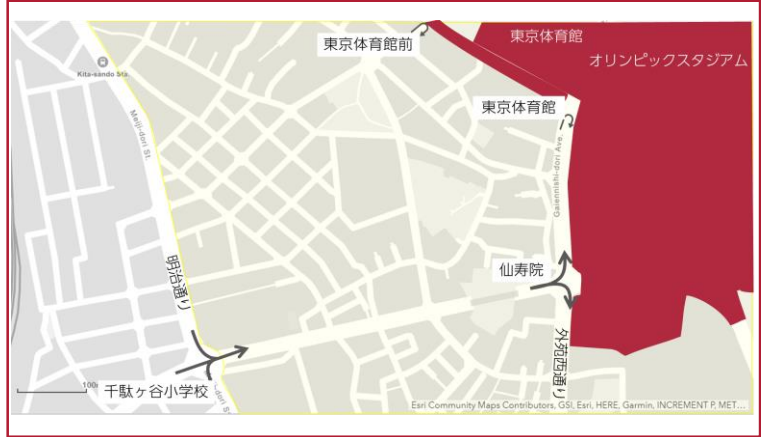 東京体育館前
東京体育館
オリンピックスタジアム
Kita-sando Sta.
東京体育館
Meiji-dori St.
Gaiennishi-dori Ave.
仙寿院
明治通り
外苑西通り
千駄ヶ谷小学校
100
-dori St
Esri Community Maps Contributors, GSI, Esri, HERE, Garmin, INCREMENT P, MET...